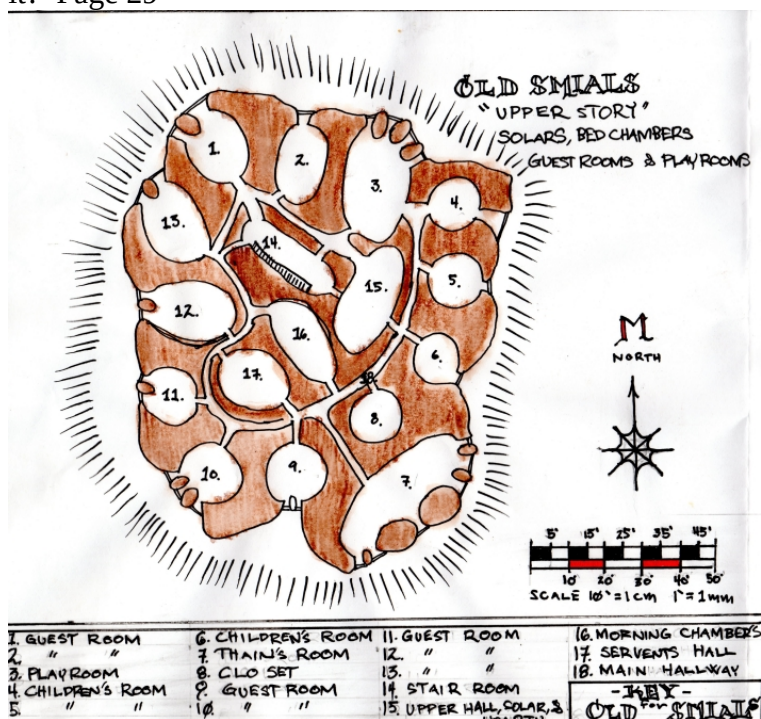 Page
OLD SMIALS
"UPPER STORY"
SOLARS, BED CHAMBERS
GUEST ROOMS & PLAY ROOMS
1.
2.
3.
4.
13.
14.
5.
15.
12.
16.
6.
17.
18.
11.
8.
10.
9.
7.
NORTH
5' 15' 25' 35' 45'
10' 20' 30' 40' 50'
SCALE 10'=1cm 1'=1mm
1. GUEST ROOM
2. " "
3. PLAYROOM
4. CHILDREN'S ROOM
5. " "
6. CHILDREN'S ROOM
7. THAIN'S ROOM
8. CLO SET
9. GUEST ROOM
10. " "
11. GUEST ROOM
12. " "
13. " "
14. STAIR ROOM
15. UPPER HALL, SOLAR, &
16. MORNING CHAMBERS
17. SERVENTS HALL
18. MAIN HALLWAY
-KEY-
for
OLD SMIALS